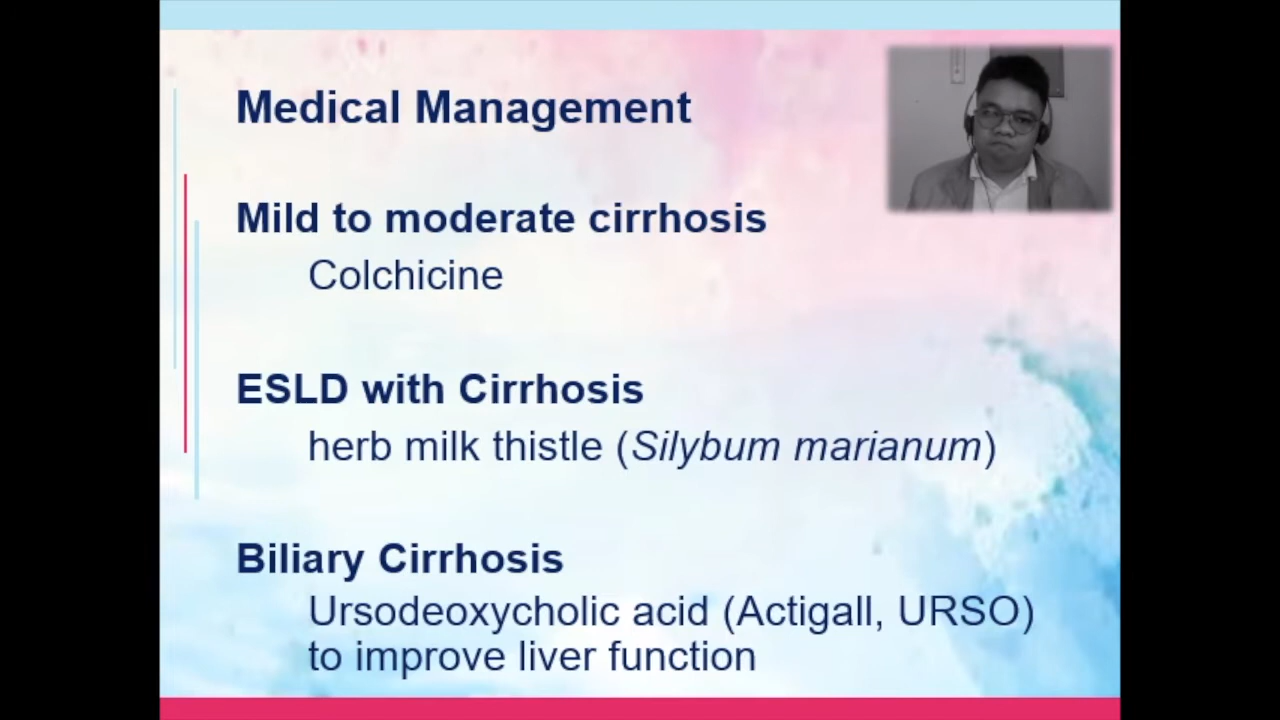 Medical Management
Mild to moderate cirrhosis
Colchicine
ESLD with Cirrhosis
herb milk thistle (Silybum marianum)
Biliary Cirrhosis
Ursodeoxycholic acid (Actigall, URSO)
to improve liver function